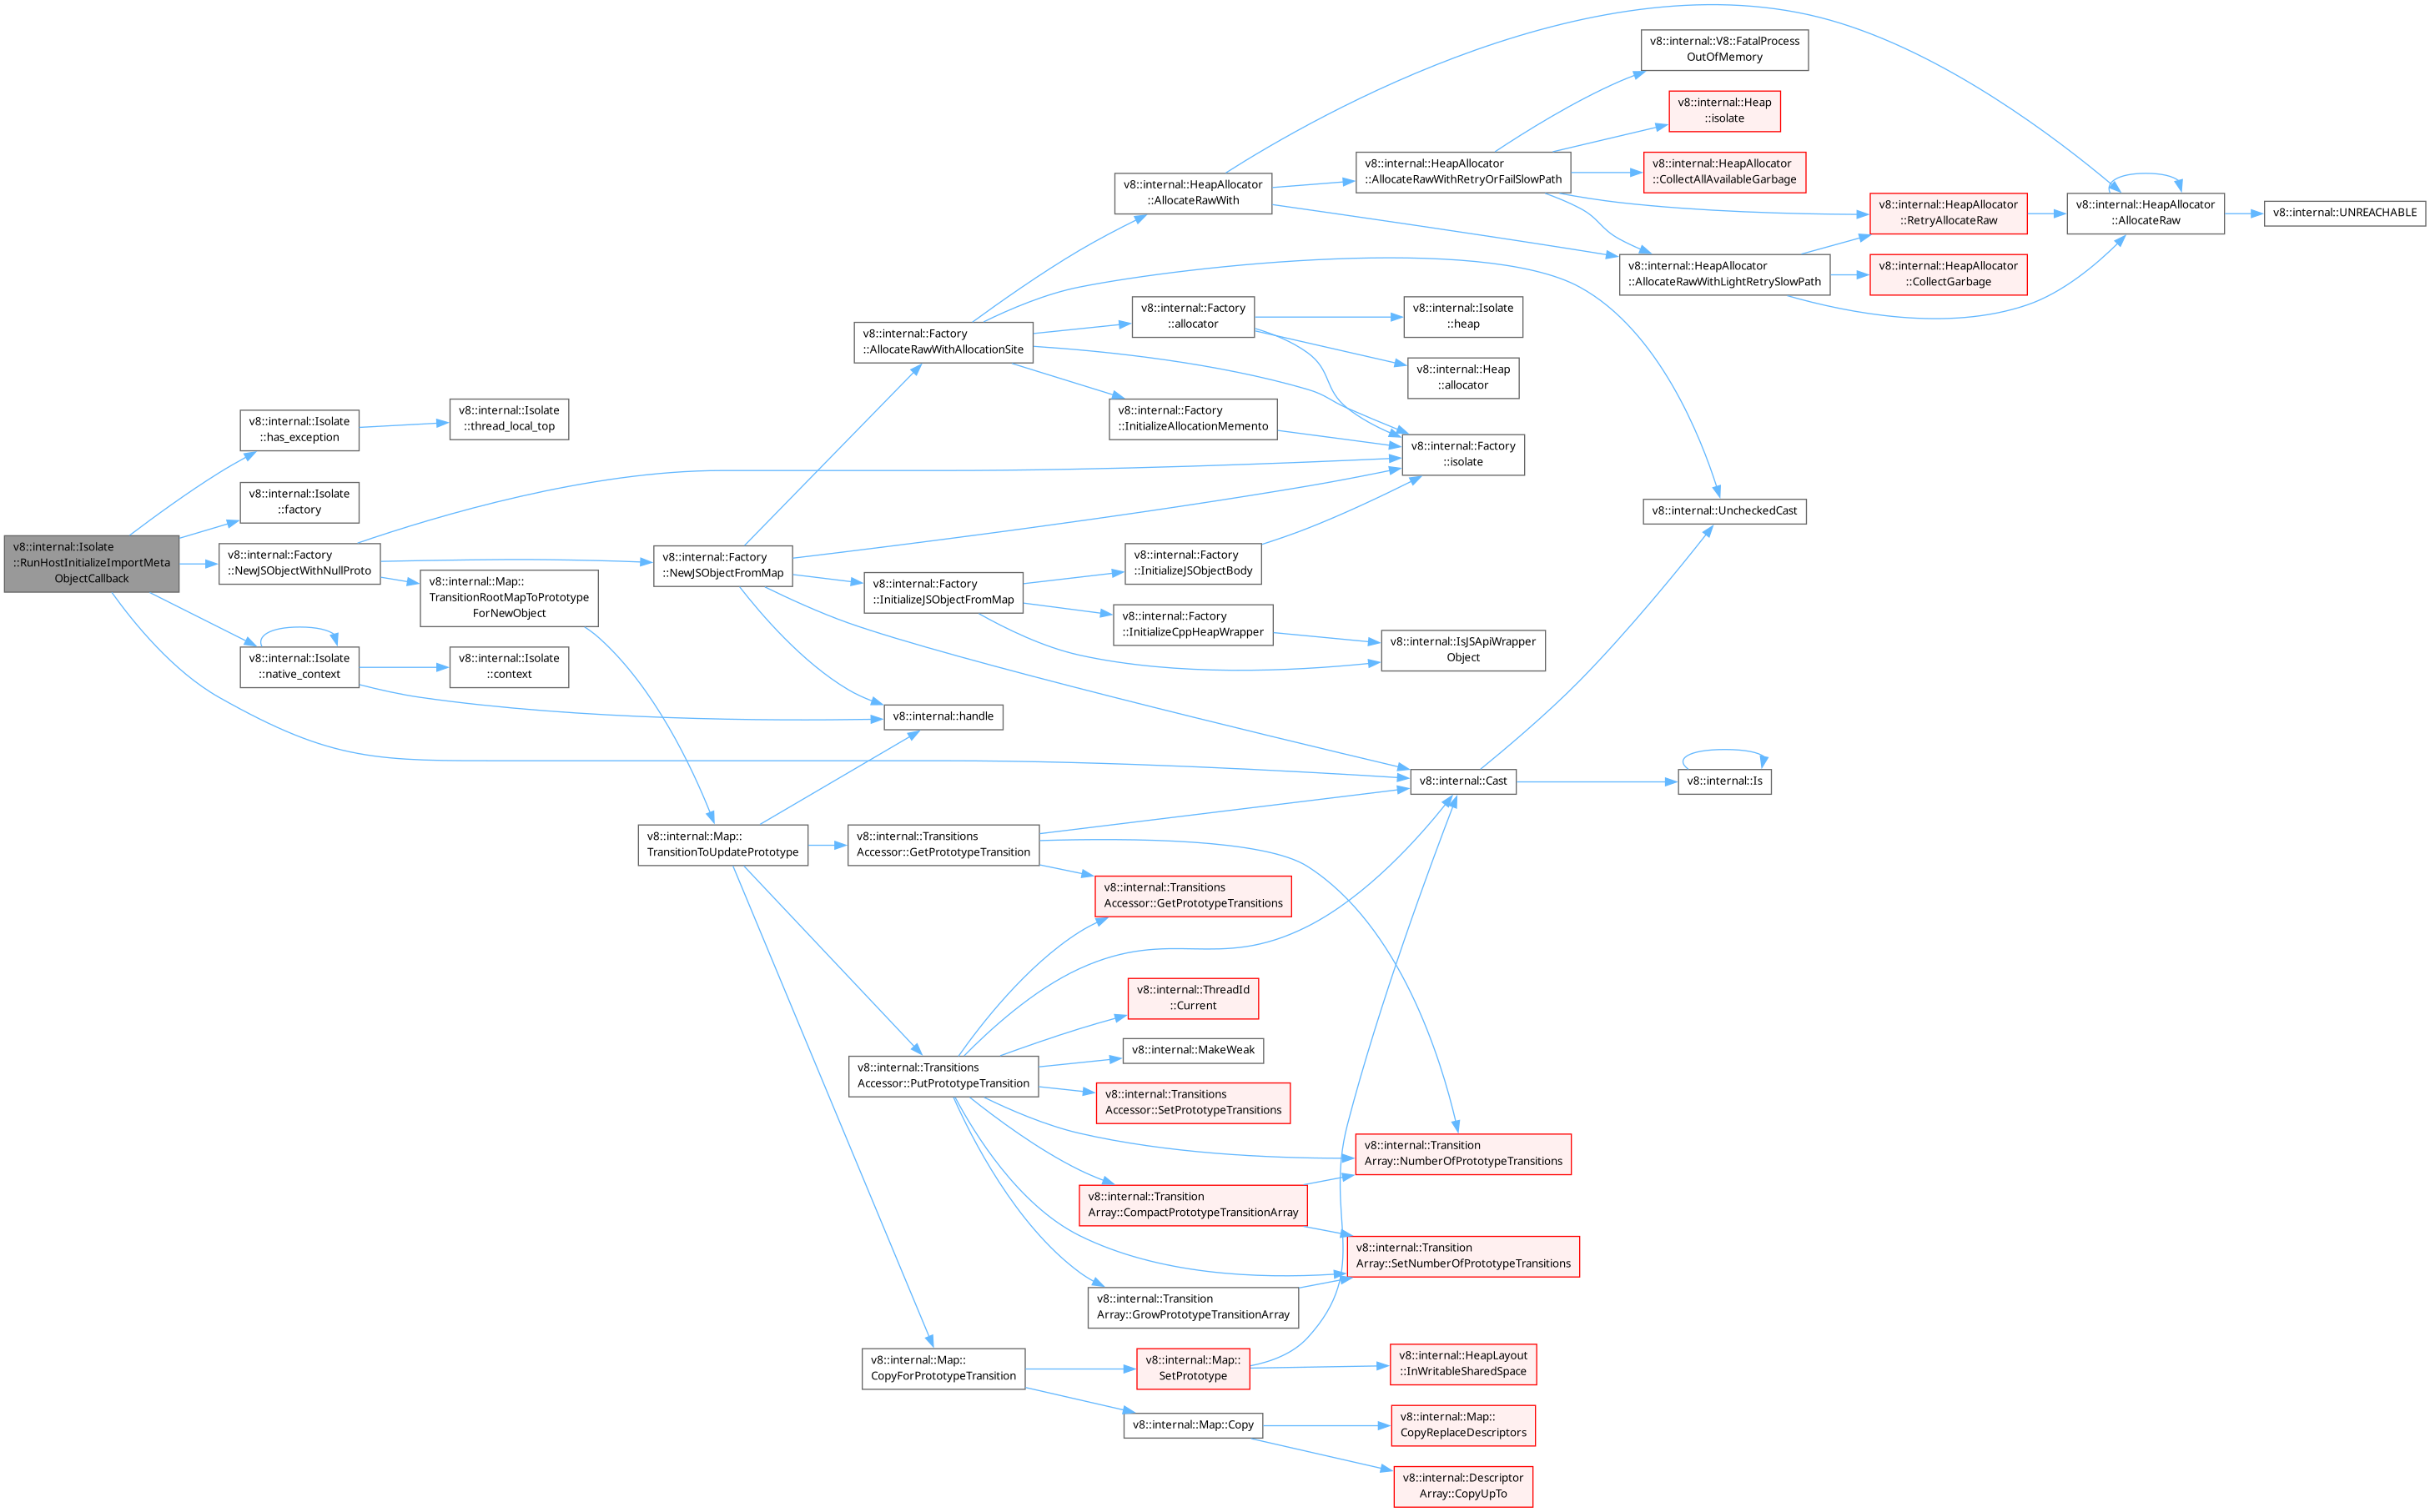 v8::internal::Isolate
::RunHostInitializeImportMeta
ObjectCallback
v8::internal::Isolate
::has_exception
v8::internal::Isolate
::thread_local_top
v8::internal::Isolate
::factory
v8::internal::Factory
::NewJSObjectWithNullProto
v8::internal::Isolate
::native_context
v8::internal::Map::
TransitionRootMapToPrototype
ForNewObject
v8::internal::Isolate
::context
v8::internal::Factory
::NewJSObjectFromMap
v8::internal::Map::
TransitionToUpdatePrototype
v8::internal::Factory
::AllocateRawWithAllocationSite
v8::internal::Factory
::InitializeJSObjectFromMap
v8::internal::handle
v8::internal::Transitions
Accessor::GetPrototypeTransition
v8::internal::Transitions
Accessor::PutPrototypeTransition
v8::internal::Map::
CopyForPrototypeTransition
v8::internal::HeapAllocator
::AllocateRawWith
v8::internal::Factory
::allocator
v8::internal::Factory
::InitializeAllocationMemento
v8::internal::Factory
::InitializeJSObjectBody
v8::internal::Factory
::InitializeCppHeapWrapper
v8::internal::Transitions
Accessor::GetPrototypeTransitions
v8::internal::ThreadId
::Current
v8::internal::MakeWeak
v8::internal::Transitions
Accessor::SetPrototypeTransitions
v8::internal::Transition
Array::CompactPrototypeTransitionArray
v8::internal::Transition
Array::GrowPrototypeTransitionArray
v8::internal::Map::
SetPrototype
v8::internal::Map::Copy
v8::internal::HeapAllocator
::AllocateRawWithRetryOrFailSlowPath
v8::internal::Isolate
::heap
v8::internal::Heap
::allocator
v8::internal::Factory
::isolate
v8::internal::IsJSApiWrapper
Object
v8::internal::Cast
v8::internal::Transition
Array::NumberOfPrototypeTransitions
v8::internal::Transition
Array::SetNumberOfPrototypeTransitions
v8::internal::HeapLayout
::InWritableSharedSpace
v8::internal::Map::
CopyReplaceDescriptors
v8::internal::Descriptor
Array::CopyUpTo
v8::internal::V8::FatalProcess
OutOfMemory
v8::internal::Heap
::isolate
v8::internal::HeapAllocator
::CollectAllAvailableGarbage
v8::internal::HeapAllocator
::AllocateRawWithLightRetrySlowPath
v8::internal::UncheckedCast
v8::internal::Is
v8::internal::HeapAllocator
::RetryAllocateRaw
v8::internal::HeapAllocator
::CollectGarbage
v8::internal::HeapAllocator
::AllocateRaw
v8::internal::UNREACHABLE